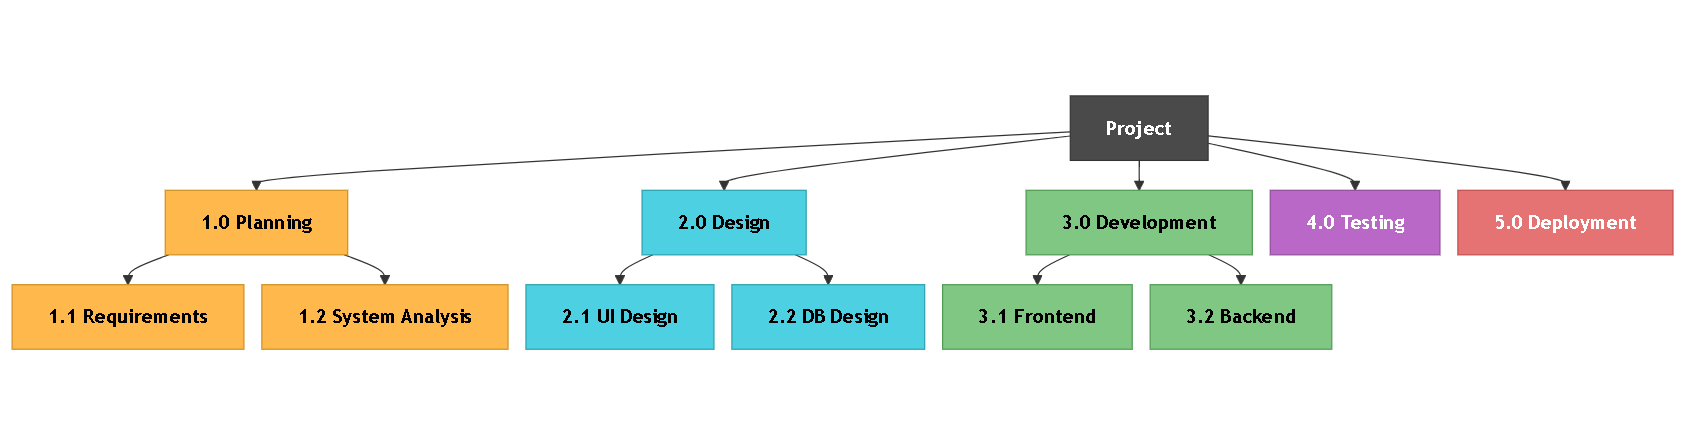 Project
1.0 Planning
2.0 Design
3.0 Development
4.0 Testing
5.0 Deployment
1.1 Requirements
1.2 System Analysis
2.1 UI Design
2.2 DB Design
3.1 Frontend
3.2 Backend